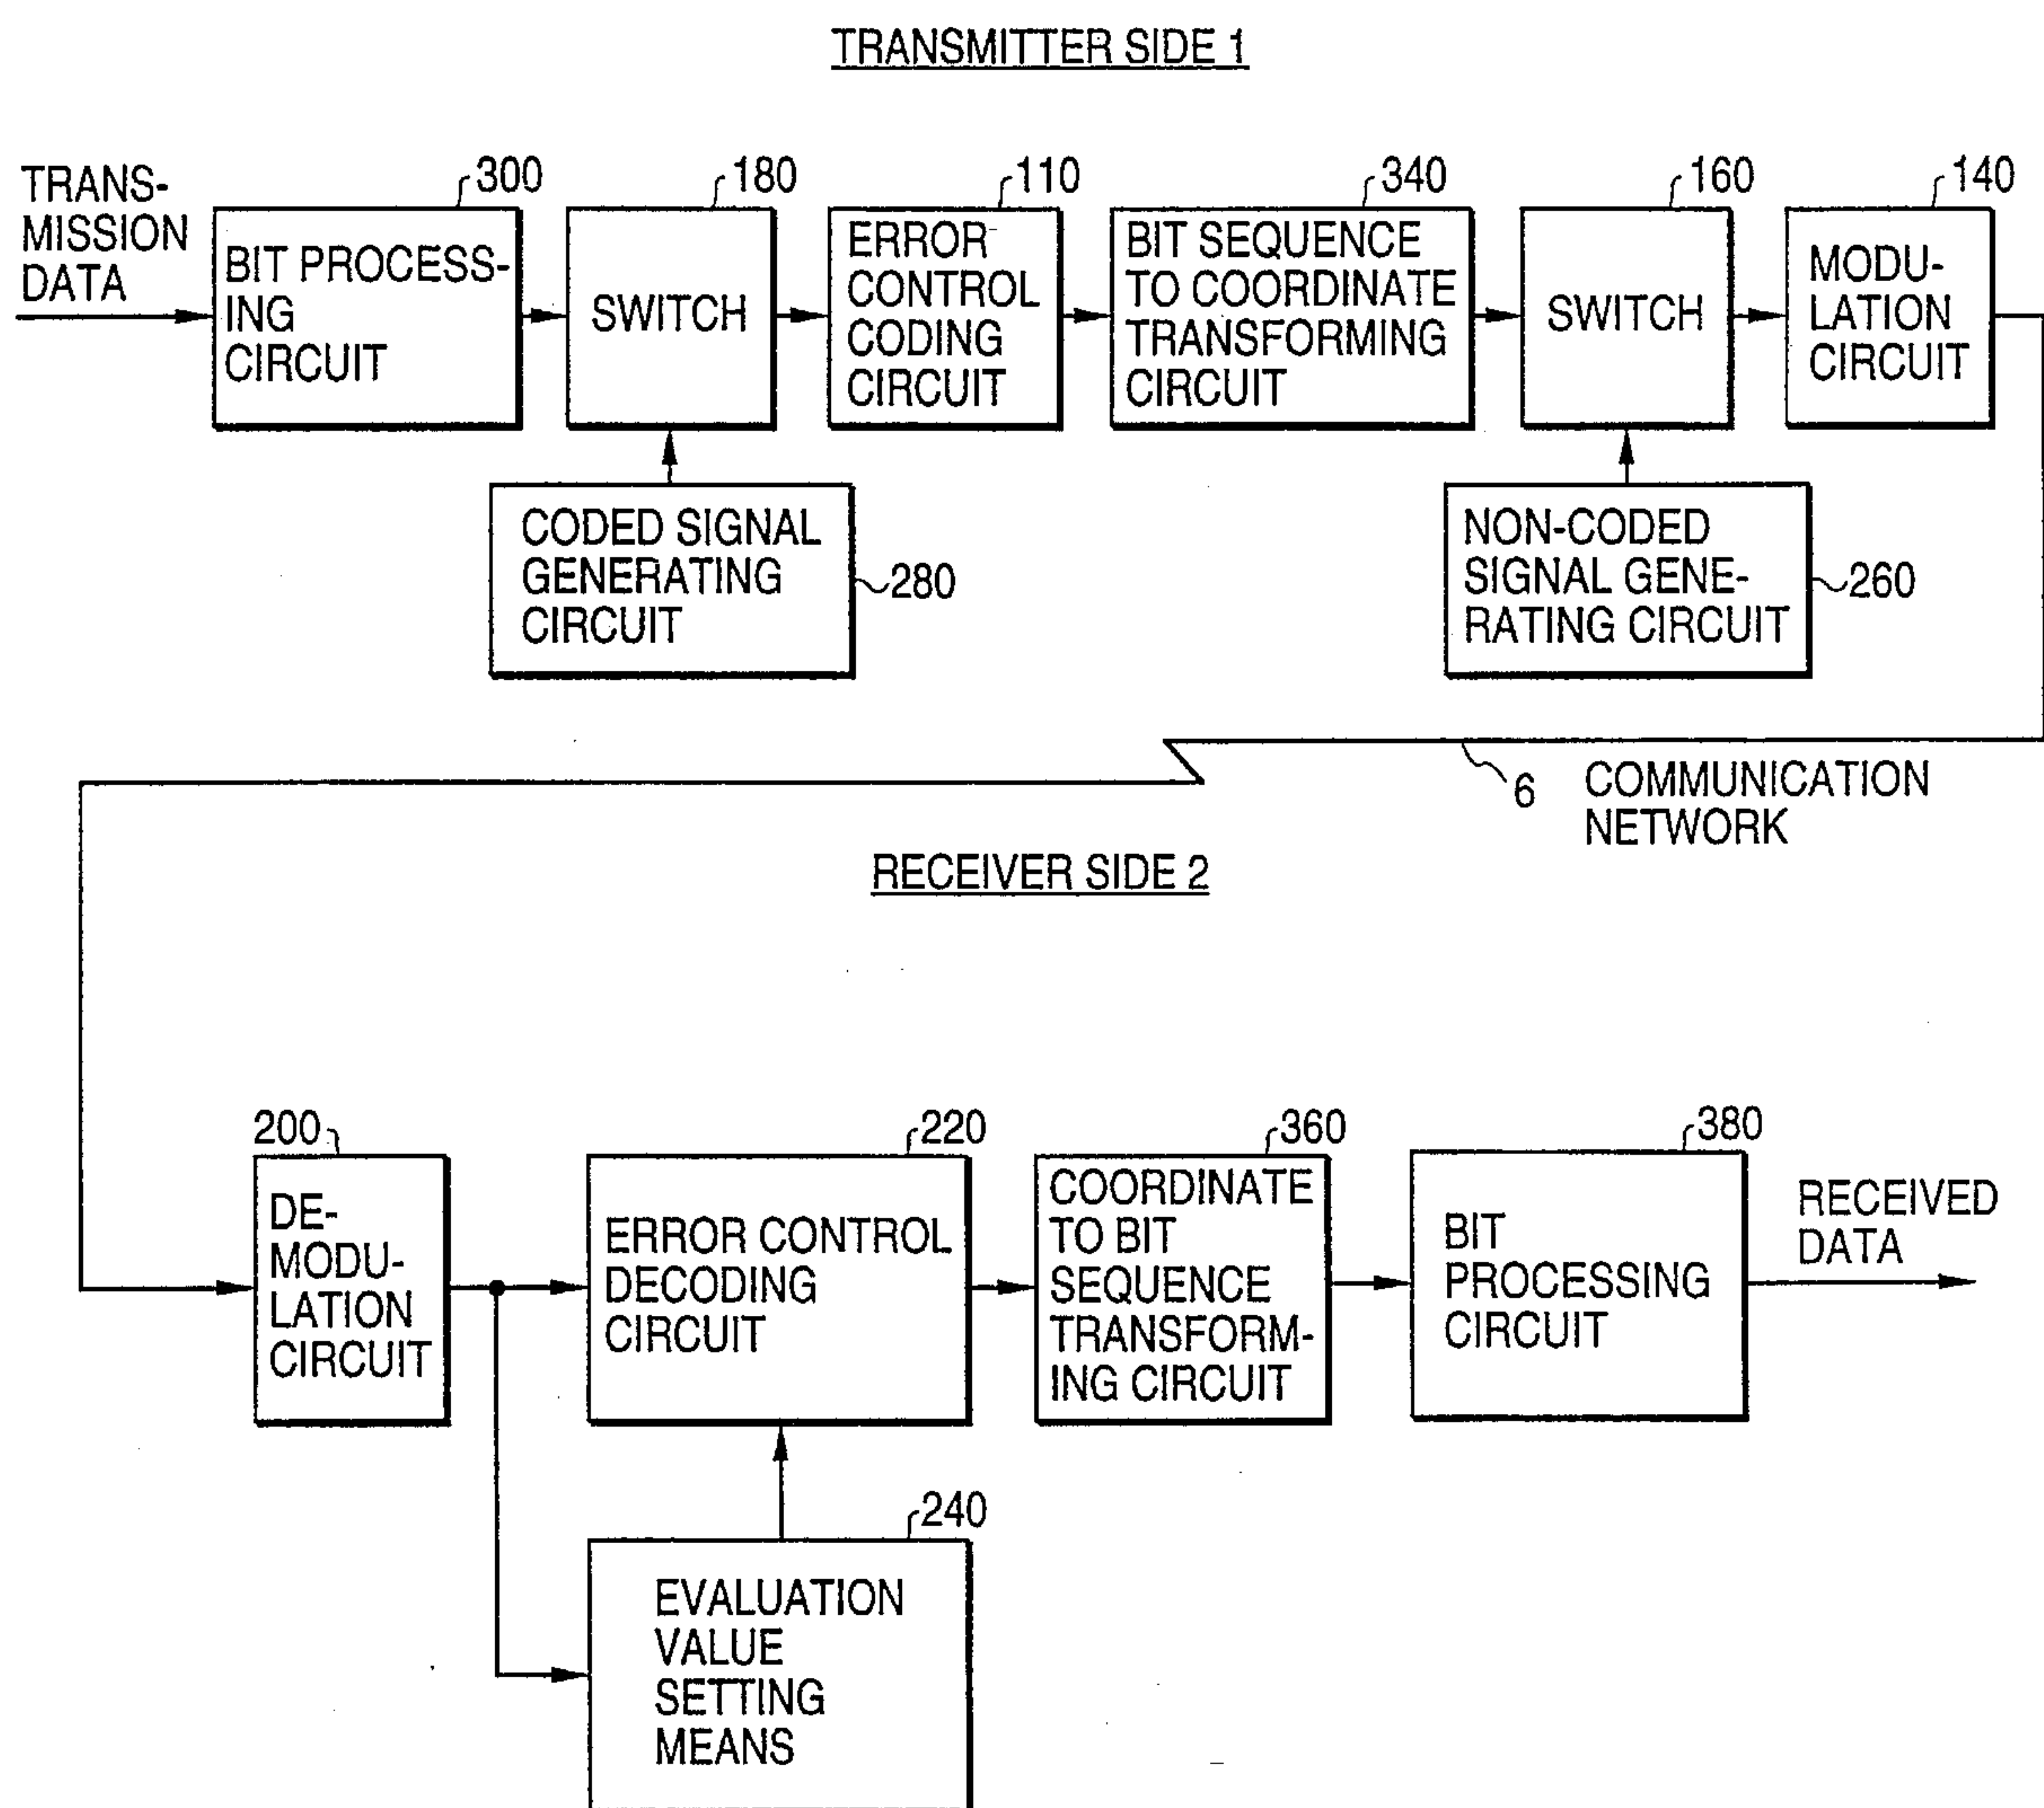 TRANSMITTER SIDE 1
TRANS-
MISSION
DATA
300
BIT PROCESS-
ING
CIRCUIT
180
SWITCH
110
ERROR
CONTROL
CODING
CIRCUIT
340
BIT SEQUENCE
TO COORDINATE
TRANSFORMING
CIRCUIT
160
SWITCH
140
MODU-
LATION
CIRCUIT
CODED SIGNAL
GENERATING
CIRCUIT
280
NON-CODED
SIGNAL GENE-
RATING CIRCUIT
260
6
COMMUNICATION
NETWORK
RECEIVER SIDE 2
200
DE-
MODU-
LATION
CIRCUIT
220
ERROR CONTROL
DECODING
CIRCUIT
360
COORDINATE
TO BIT
SEQUENCE
TRANSFORM-
ING CIRCUIT
380
BIT
PROCESSING
CIRCUIT
RECEIVED
DATA
240
EVALUATION
VALUE
SETTING
MEANS